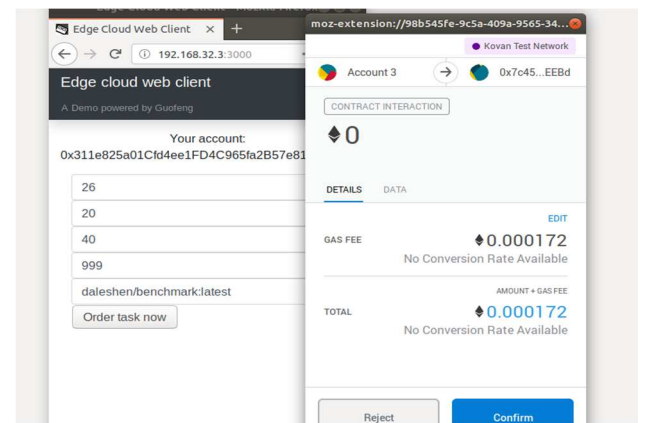 Edge Cloud Web Client
192.168.32.3:3000
Edge cloud web client
A Demo powered by Guofeng
Your account:
0x311e825a01Cfd4ee1FD4C965fa2B57e81
26
20
40
999
daleshen/benchmark:latest
Order task now
moz-extension://98b545fe-9c5a-409a-9565-34...
Kovan Test Network
Account 3
0x7c45...EEBd
CONTRACT INTERACTION
0
DETAILS DATA
EDIT
GAS FEE 0.000172
No Conversion Rate Available
AMOUNT + GAS FEE
TOTAL 0.000172
No Conversion Rate Available
Reject Confirm